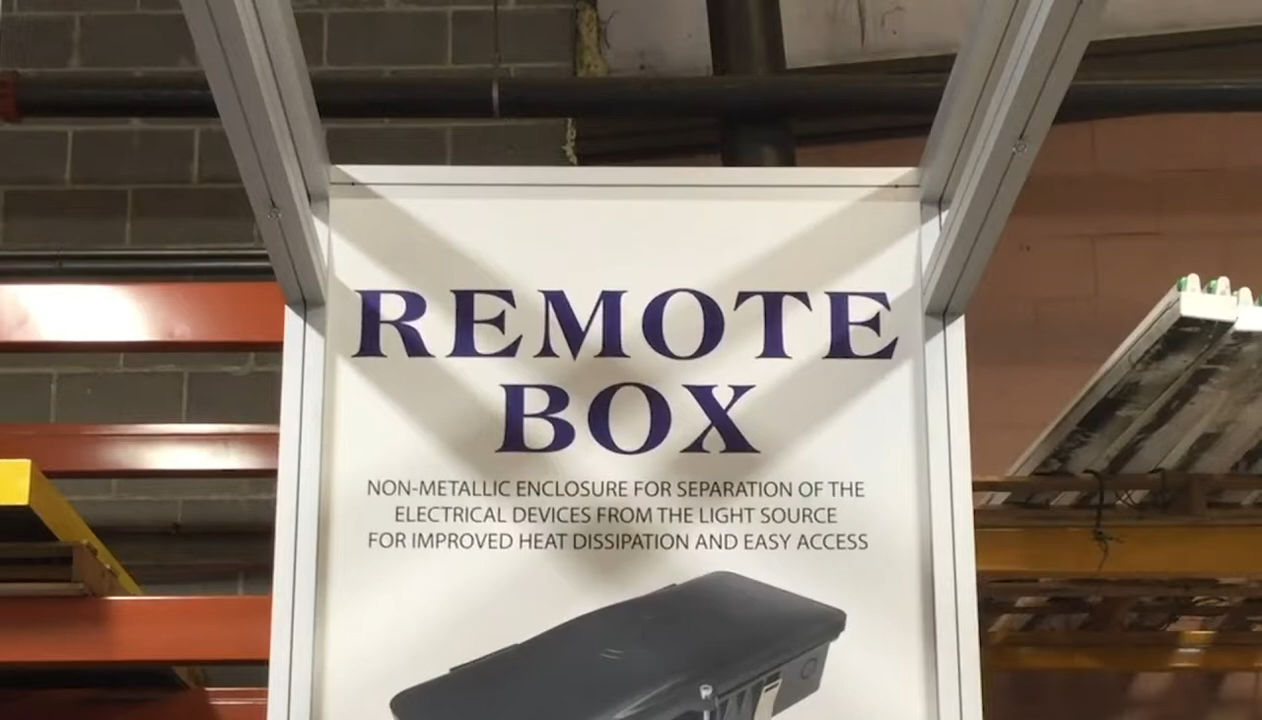 REMOTE
BOX
NON-METALLIC ENCLOSURE FOR SEPARATION OF THE
ELECTRICAL DEVICES FROM THE LIGHT SOURCE
FOR IMPROVED HEAT DISSIPATION AND EASY ACCESS